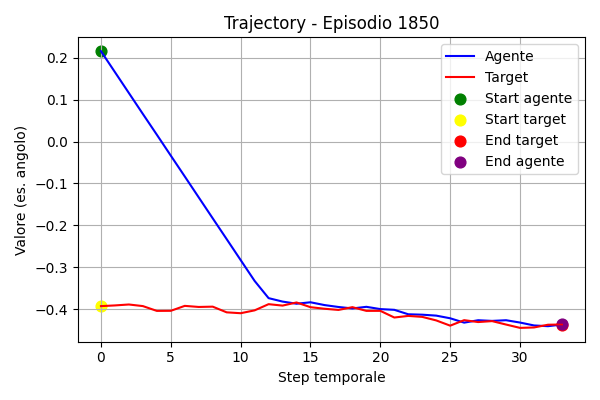 Trajectory - Episodio 1850
Agente
Target
Start agente
Start target
End target
End agente
Valore (es. angolo)
0.2
0.1
0.0
−0.1
−0.2
−0.3
−0.4
0 5 10 15 20 25 30
Step temporale